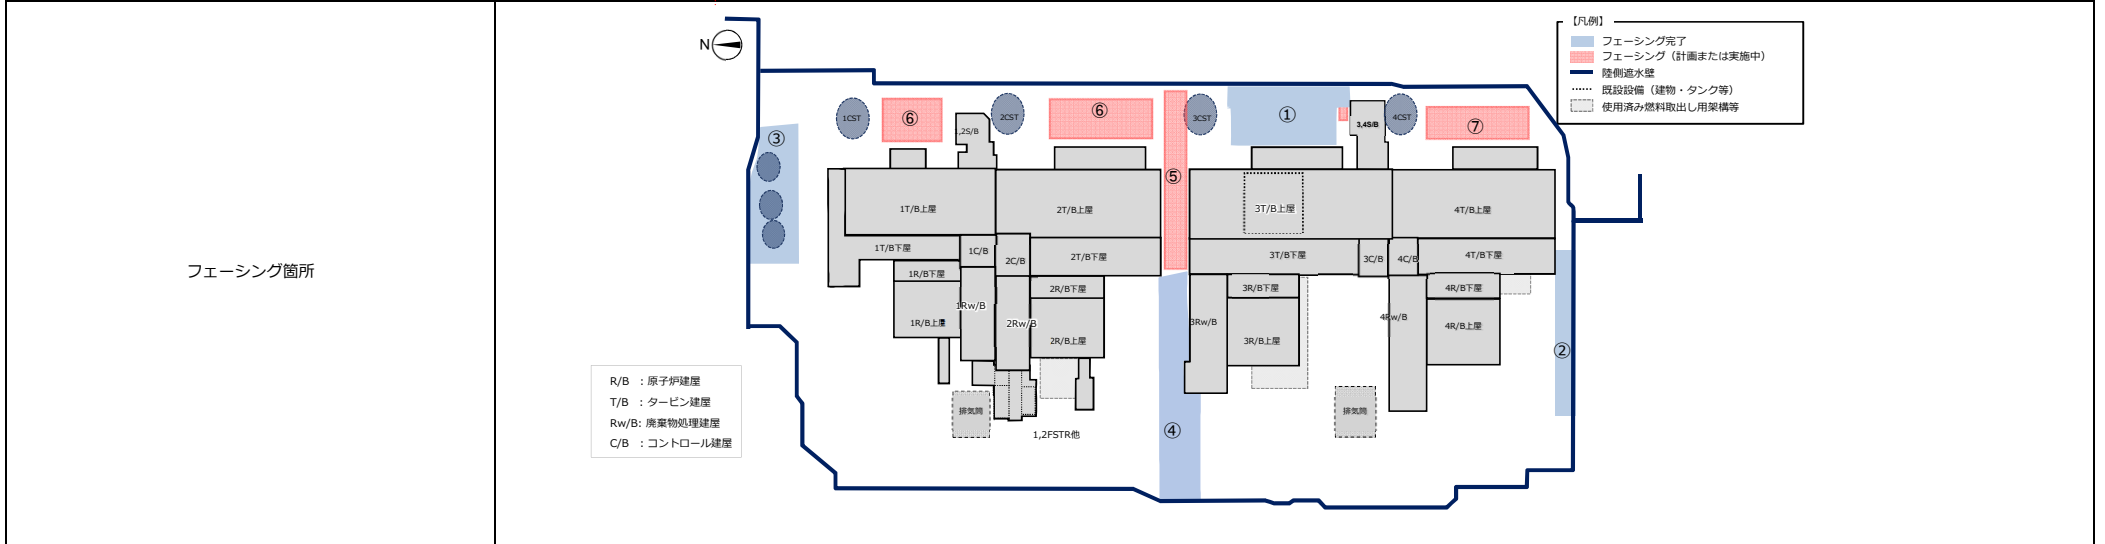 フェーシング箇所
N
【凡例】
フェーシング完了
フェーシング（計画または実施中）
陸側遮水壁
既設設備（建物・タンク等）
使用済み燃料取出し用架構等
1CST
⑥
1,2S/B
2CST
⑥
3CST
①
3,4S/B
4CST
⑦
③
⑤
1T/B上屋
2T/B上屋
3T/B上屋
4T/B上屋
1T/B下屋
1C/B
2C/B
2T/B下屋
3T/B下屋
3C/B
4C/B
4T/B下屋
1R/B下屋
2R/B下屋
3R/B下屋
4R/B下屋
1Rw/B
1R/B上屋
2Rw/B
2R/B上屋
3Rw/B
3R/B上屋
4Rw/B
4R/B上屋
②
排気筒
排気筒
④
1,2FSTR他
R/B ：原子炉建屋
T/B ：タービン建屋
Rw/B: 廃棄物処理建屋
C/B ：コントロール建屋